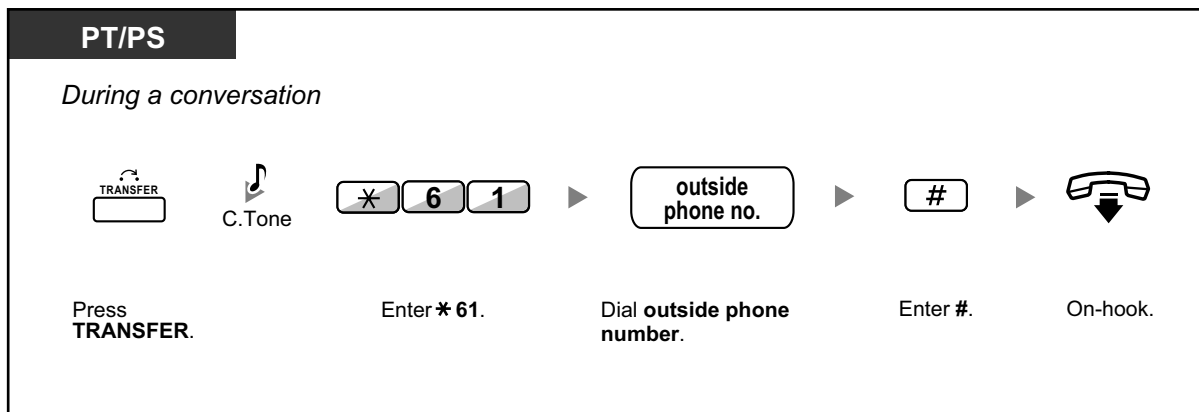 PT/PS
During a conversation
TRANSFER
C.Tone
* 6 1
outside
phone no.
#
Press
TRANSFER.
Enter * 61.
Dial outside phone
number.
Enter #.
On-hook.